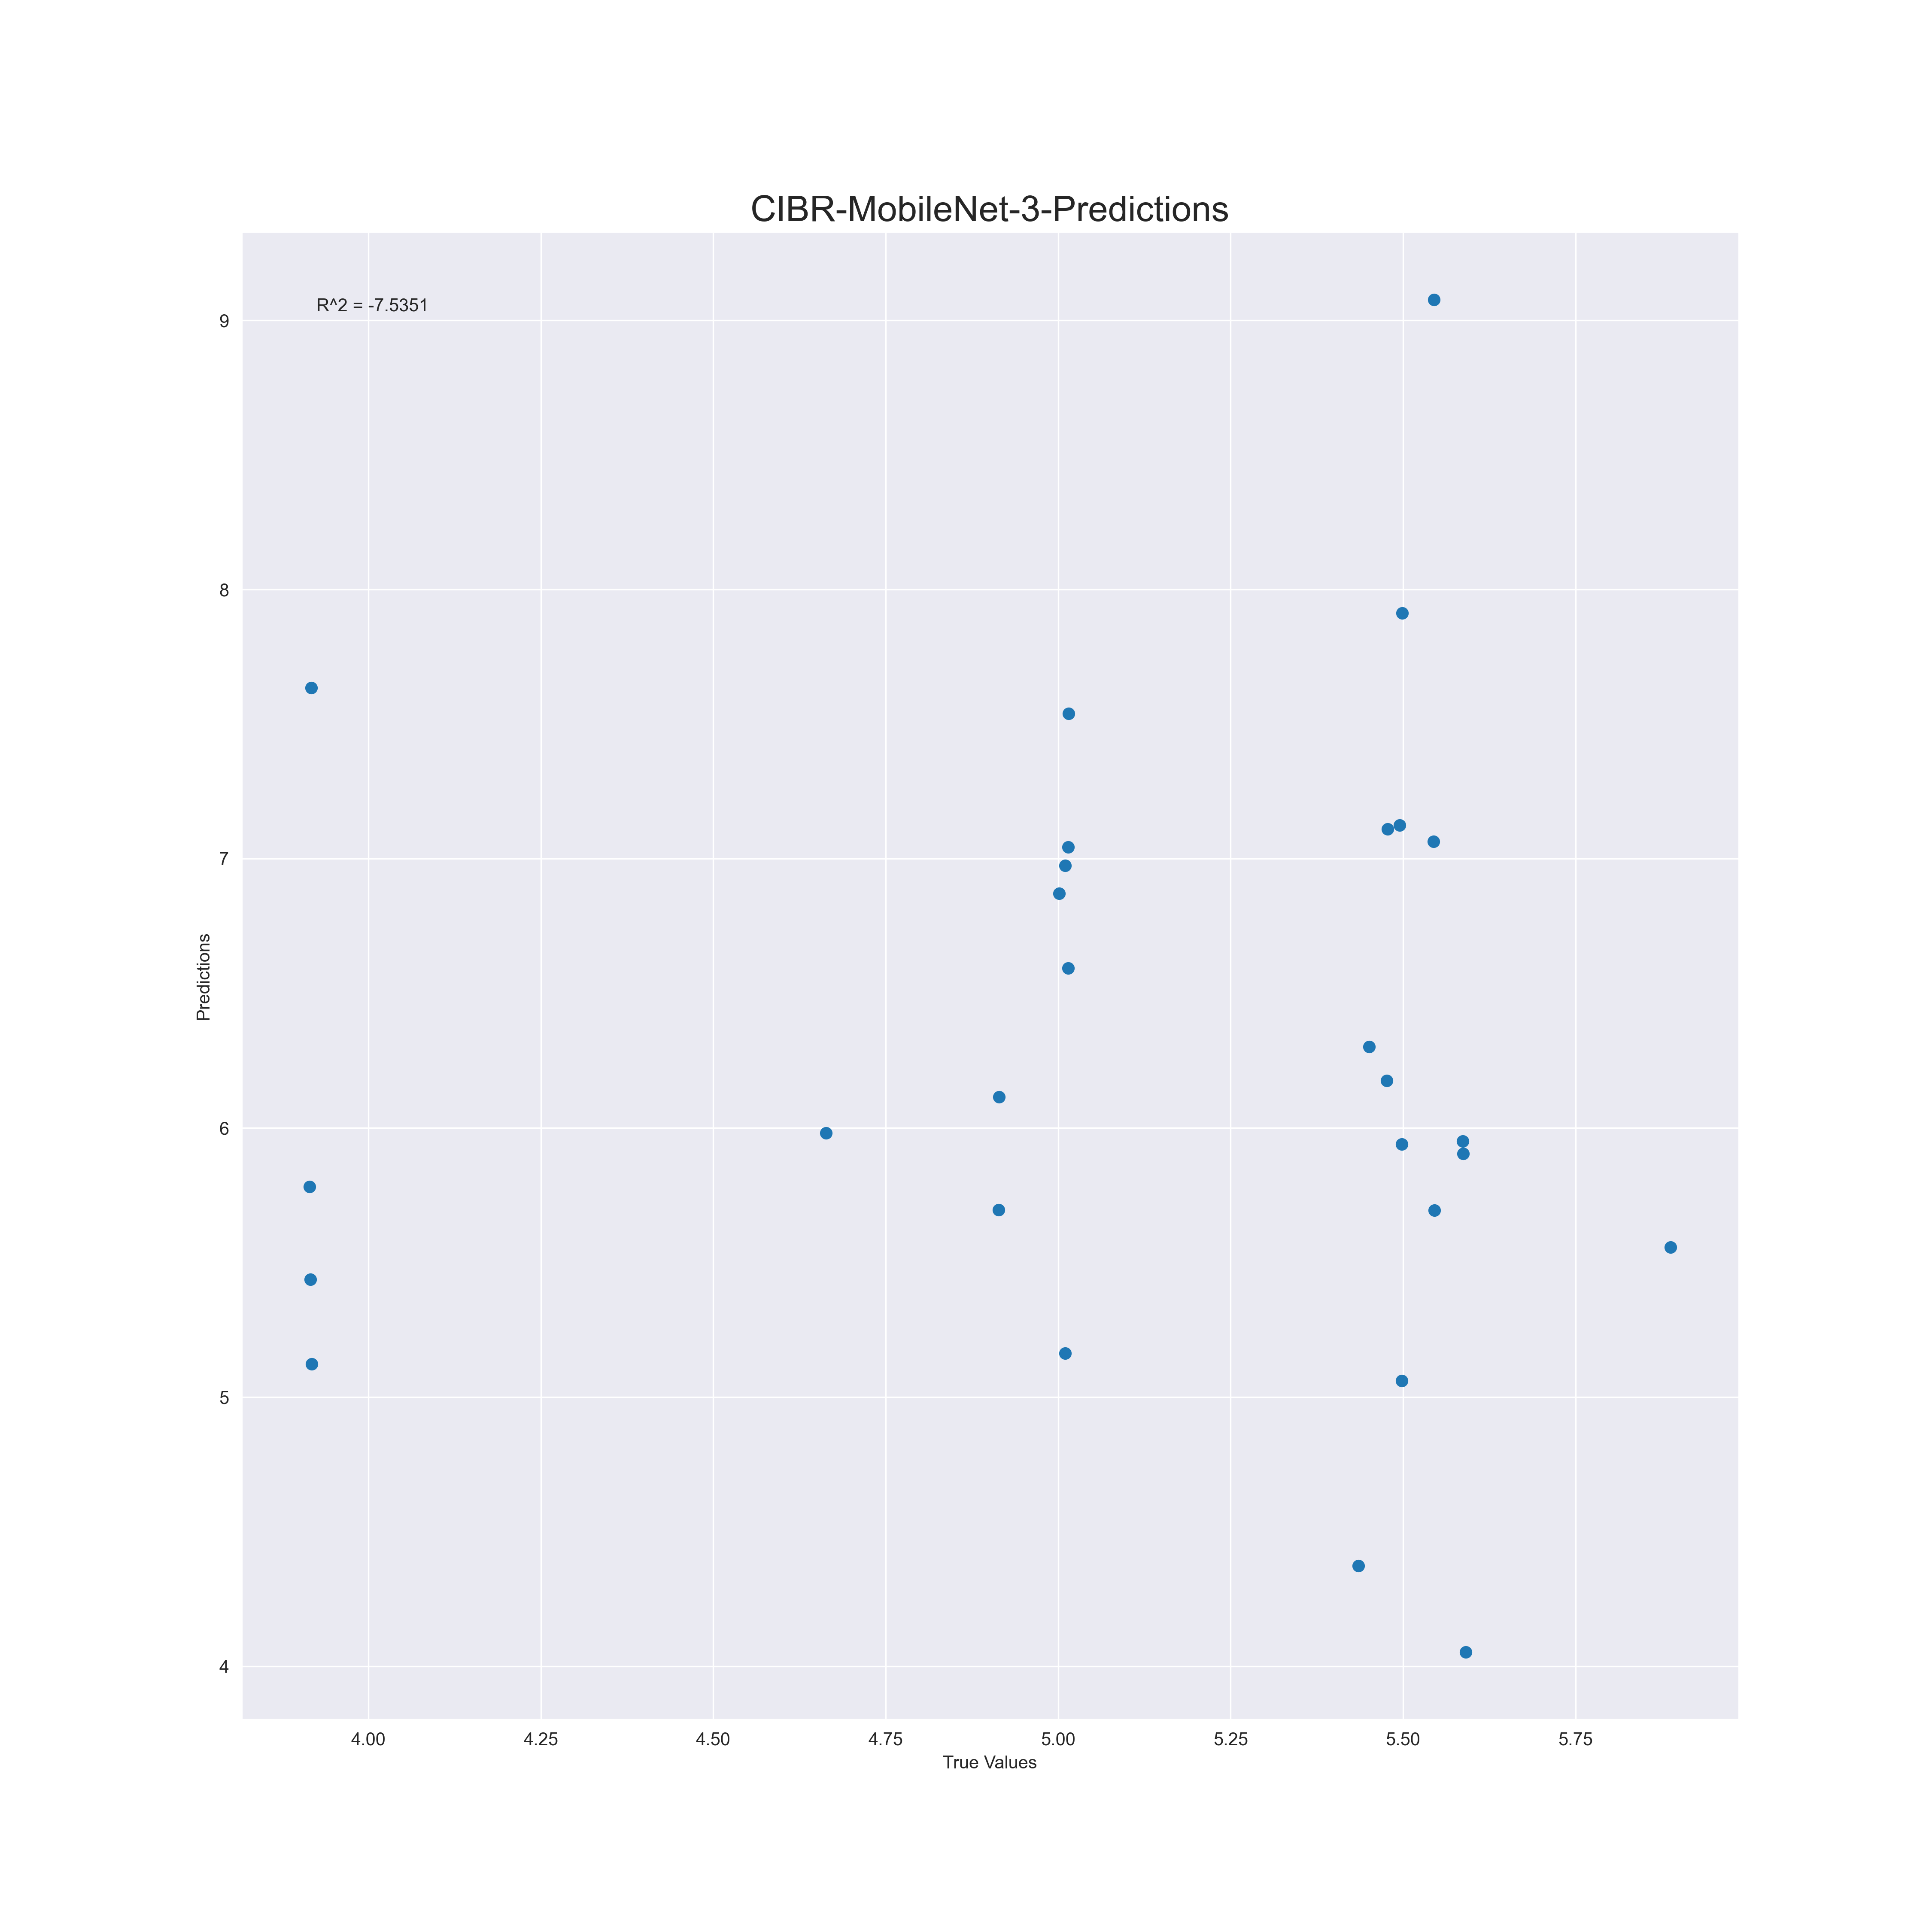 CIBR-MobileNet-3-Predictions
R^2 = -7.5351
9
8
7
6
5
4
Predictions
4.00 4.25 4.50 4.75 5.00 5.25 5.50 5.75
True Values